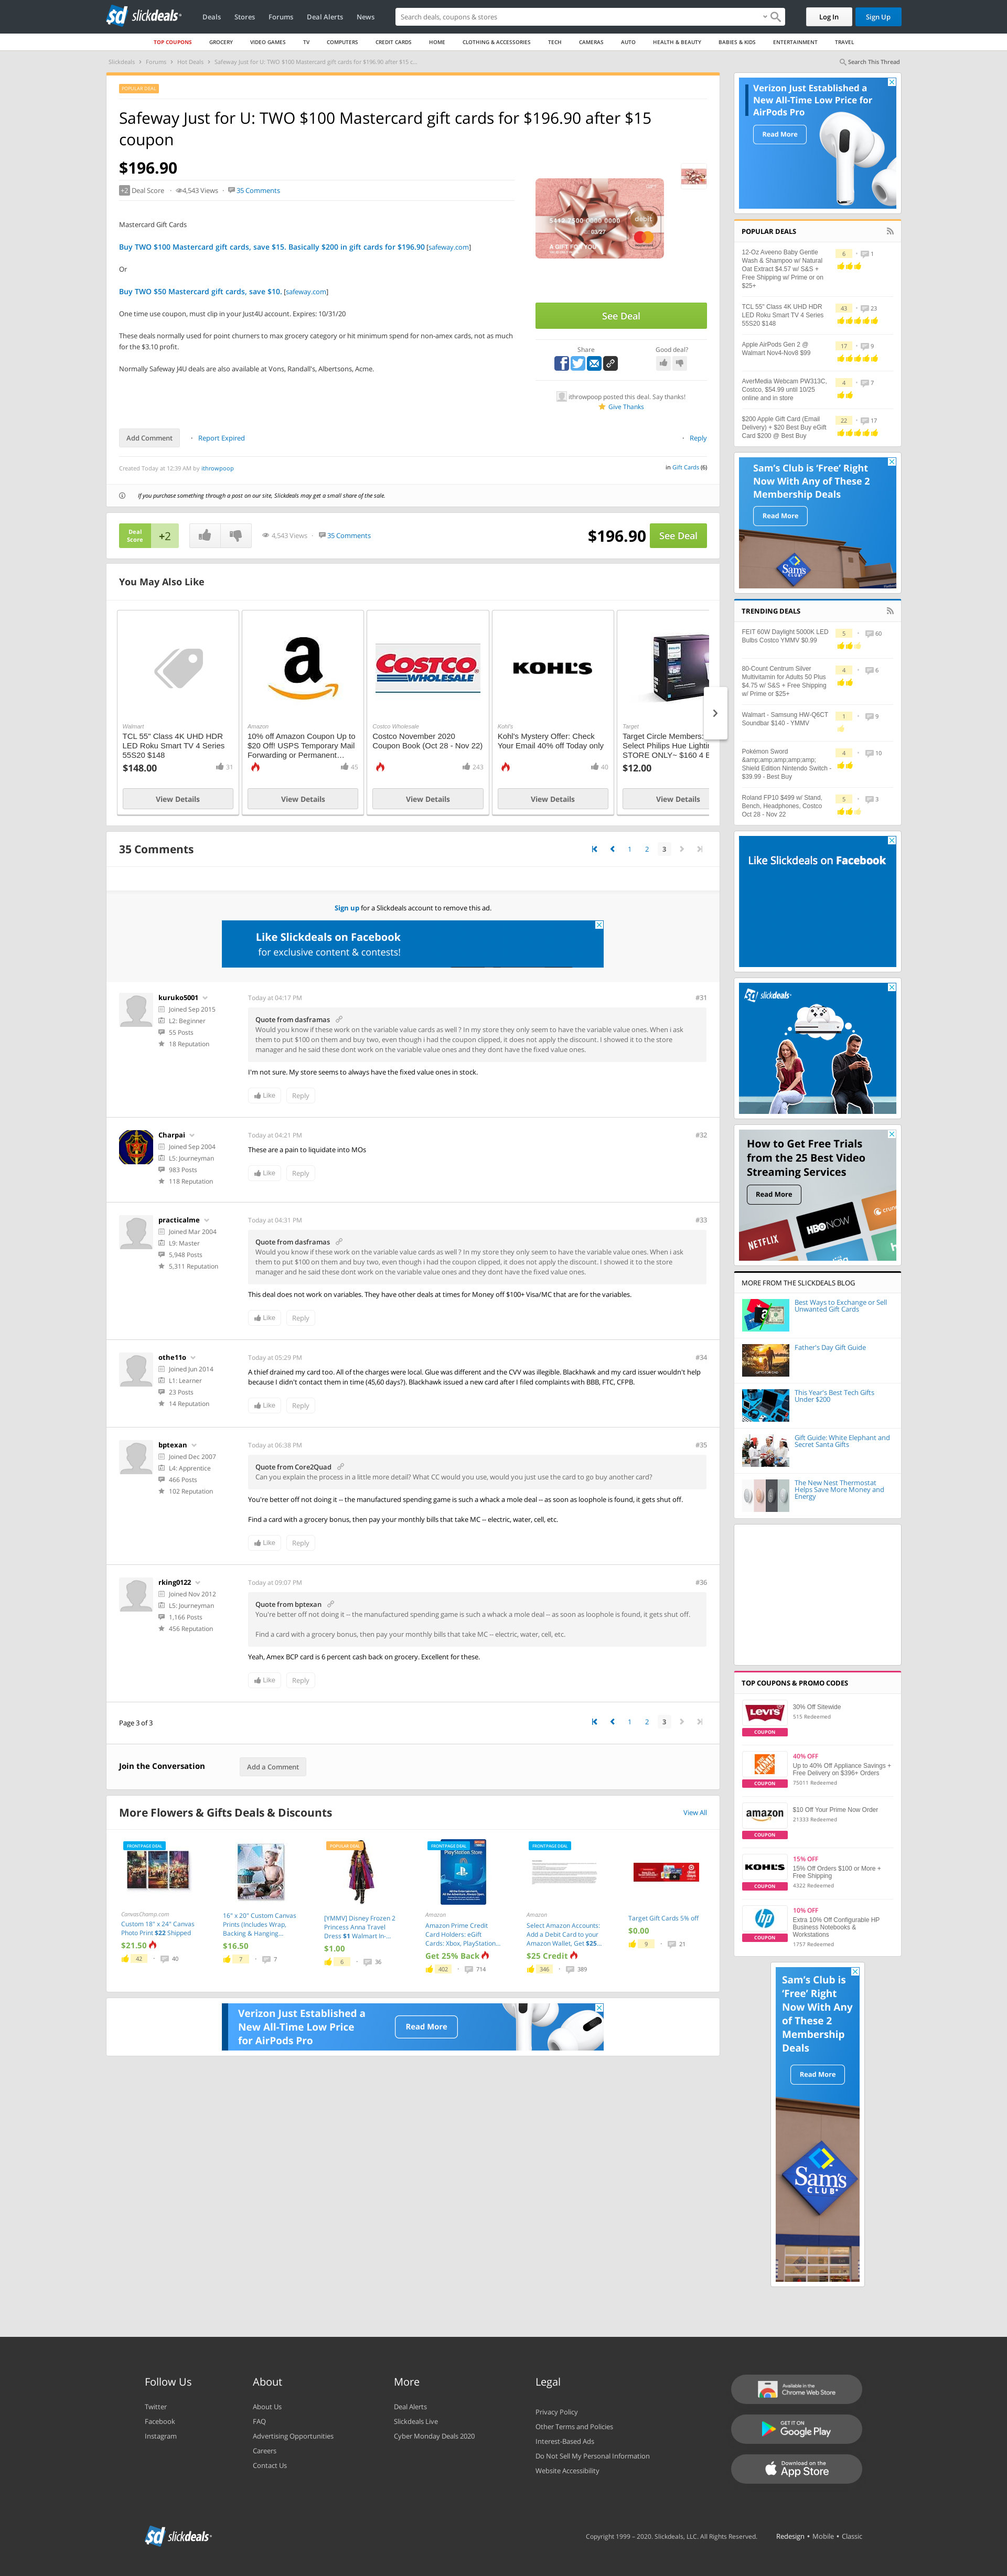 sd slickdeals
Deals
Stores
Forums
Deal Alerts
News
Search deals, coupons & stores
Log In
Sign Up
TOP COUPONS
GROCERY
VIDEO GAMES
TV
COMPUTERS
CREDIT CARDS
HOME
CLOTHING & ACCESSORIES
TECH
CAMERAS
AUTO
HEALTH & BEAUTY
BABIES & KIDS
ENTERTAINMENT
TRAVEL
Slickdeals
Forums
Hot Deals
Safeway Just for U: TWO $100 Mastercard gift cards for $196.90 after $15 c...
Search This Thread
POPULAR DEAL
Safeway Just for U: TWO $100 Mastercard gift cards for $196.90 after $15
coupon
$196.90
+2 Deal Score
4,543 Views
35 Comments
Mastercard Gift Cards
Buy TWO $100 Mastercard gift cards, save $15. Basically $200 in gift cards for $196.90 [safeway.com]
Or
Buy TWO $50 Mastercard gift cards, save $10. [safeway.com]
One time use coupon, must clip in your Just4U account. Expires: 10/31/20
These deals normally used for point churners to max grocery category or hit minimum spend for non-amex cards, not as much
for the $3.10 profit.
Normally Safeway J4U deals are also available at Vons, Randall's, Albertsons, Acme.
debit
03/27
A GIFT FOR YOU
See Deal
Share
Good deal?
ithrowpoop posted this deal. Say thanks!
Give Thanks
Add Comment
Report Expired
Reply
Created Today at 12:39 AM by ithrowpoop
in Gift Cards (6)
If you purchase something through a post on our site, Slickdeals may get a small share of the sale.
Deal
Score
+2
4,543 Views
35 Comments
$196.90
See Deal
You May Also Like
Walmart
TCL 55" Class 4K UHD HDR
LED Roku Smart TV 4 Series
55S20 $148
$148.00
31
View Details
Amazon
10% off Amazon Coupon Up to
$20 Off! USPS Temporary Mail
Forwarding or Permanent...
45
View Details
COSTCO
WHOLESALE
Costco Wholesale
Costco November 2020
Coupon Book (Oct 28 - Nov 22)
243
View Details
KOHL'S
Kohl's
Kohl's Mystery Offer: Check
Your Email 40% off Today only
40
View Details
Target
Target Circle Members:
Select Philips Hue Lightin
STORE ONLY~ $160 4 B
$12.00
View Details
35 Comments
1
2
3
Sign up for a Slickdeals account to remove this ad.
Like Slickdeals on Facebook
for exclusive content & contests!
kuruko5001
Joined Sep 2015
L2: Beginner
55 Posts
18 Reputation
Today at 04:17 PM
#31
Quote from dasframas
Would you know if these work on the variable value cards as well ? In my store they only seem to have the variable value ones. When i ask
them to put $100 on them and buy two, even though i had the coupon clipped, it does not apply the discount. I showed it to the store
manager and he said these dont work on the variable value ones and they dont have the fixed value ones.
I'm not sure. My store seems to always have the fixed value ones in stock.
Like
Reply
Charpai
Joined Sep 2004
L5: Journeyman
983 Posts
118 Reputation
Today at 04:21 PM
#32
These are a pain to liquidate into MOs
Like
Reply
practicalme
Joined Mar 2004
L9: Master
5,948 Posts
5,311 Reputation
Today at 04:31 PM
#33
Quote from dasframas
Would you know if these work on the variable value cards as well ? In my store they only seem to have the variable value ones. When i ask
them to put $100 on them and buy two, even though i had the coupon clipped, it does not apply the discount. I showed it to the store
manager and he said these dont work on the variable value ones and they dont have the fixed value ones.
This deal does not work on variables. They have other deals at times for Money off $100+ Visa/MC that are for the variables.
Like
Reply
othe11o
Joined Jun 2014
L1: Learner
23 Posts
14 Reputation
Today at 05:29 PM
#34
A thief drained my card too. All of the charges were local. Glue was different and the CVV was illegible. Blackhawk and my card issuer wouldn't help
because I didn't contact them in time (45,60 days?). Blackhawk issued a new card after I filed complaints with BBB, FTC, CFPB.
Like
Reply
bptexan
Joined Dec 2007
L4: Apprentice
466 Posts
102 Reputation
Today at 06:38 PM
#35
Quote from Core2Quad
Can you explain the process in a little more detail? What CC would you use, would you just use the card to go buy another card?
You're better off not doing it -- the manufactured spending game is such a whack a mole deal -- as soon as loophole is found, it gets shut off.
Find a card with a grocery bonus, then pay your monthly bills that take MC -- electric, water, cell, etc.
Like
Reply
rking0122
Joined Nov 2012
L5: Journeyman
1,166 Posts
456 Reputation
Today at 09:07 PM
#36
Quote from bptexan
You're better off not doing it -- the manufactured spending game is such a whack a mole deal -- as soon as loophole is found, it gets shut off.
Find a card with a grocery bonus, then pay your monthly bills that take MC -- electric, water, cell, etc.
Yeah, Amex BCP card is 6 percent cash back on grocery. Excellent for these.
Like
Reply
Page 3 of 3
1
2
3
Join the Conversation
Add a Comment
More Flowers & Gifts Deals & Discounts
View All
FRONTPAGE DEAL
CanvasChamp.com
Custom 18" x 24" Canvas
Photo Print $22 Shipped
$21.50
42
40
16" x 20" Custom Canvas
Prints (Includes Wrap,
Backing & Hanging...
$16.50
7
7
POPULAR DEAL
[YMMV] Disney Frozen 2
Princess Anna Travel
Dress $1 Walmart In-...
$1.00
6
36
FRONTPAGE DEAL
PlayStation Store
Amazon
Amazon Prime Credit
Card Holders: eGift
Cards: Xbox, PlayStation...
Get 25% Back
402
714
FRONTPAGE DEAL
Amazon
Select Amazon Accounts:
Add a Debit Card to your
Amazon Wallet, Get $25...
$25 Credit
346
389
Target Gift Cards 5% off
$0.00
9
21
Verizon Just Established a
New All-Time Low Price
for AirPods Pro
Read More
Verizon Just Established a
New All-Time Low Price for
AirPods Pro
Read More
POPULAR DEALS
12-Oz Aveeno Baby Gentle
Wash & Shampoo w/ Natural
Oat Extract $4.57 w/ S&S +
Free Shipping w/ Prime or on
$25+
6
1
TCL 55" Class 4K UHD HDR
LED Roku Smart TV 4 Series
55S20 $148
43
23
Apple AirPods Gen 2 @
Walmart Nov4-Nov8 $99
17
9
AverMedia Webcam PW313C,
Costco, $54.99 until 10/25
online and in store
4
7
$200 Apple Gift Card (Email
Delivery) + $20 Best Buy eGift
Card $200 @ Best Buy
22
17
Sam's Club is 'Free' Right
Now With Any of These 2
Membership Deals
Read More
Sam's
CLUB
TRENDING DEALS
FEIT 60W Daylight 5000K LED
Bulbs Costco YMMV $0.99
5
60
80-Count Centrum Silver
Multivitamin for Adults 50 Plus
$4.75 w/ S&S + Free Shipping
w/ Prime or $25+
4
6
Walmart - Samsung HW-Q6CT
Soundbar $140 - YMMV
1
9
Pokemon Sword
&amp;amp;amp;amp;amp;
Shield Edition Nintendo Switch -
$39.99 - Best Buy
4
10
Roland FP10 $499 w/ Stand,
Bench, Headphones, Costco
Oct 28 - Nov 22
5
3
Like Slickdeals on Facebook
sd slickdeals
How to Get Free Trials
from the 25 Best Video
Streaming Services
Read More
NETFLIX
HBO NOW
MORE FROM THE SLICKDEALS BLOG
Best Ways to Exchange or Sell
Unwanted Gift Cards
Father's Day Gift Guide
This Year's Best Tech Gifts
Under $200
Gift Guide: White Elephant and
Secret Santa Gifts
The New Nest Thermostat
Helps Save More Money and
Energy
TOP COUPONS & PROMO CODES
LEVI'S
COUPON
30% Off Sitewide
515 Redeemed
COUPON
40% OFF
Up to 40% Off Appliance Savings +
Free Delivery on $396+ Orders
75011 Redeemed
amazon
COUPON
$10 Off Your Prime Now Order
21333 Redeemed
KOHL'S
COUPON
15% OFF
15% Off Orders $100 or More +
Free Shipping
4322 Redeemed
hp
COUPON
10% OFF
Extra 10% Off Configurable HP
Business Notebooks &
Workstations
1757 Redeemed
Sam's Club is
'Free' Right
Now With Any
of These 2
Membership
Deals
Read More
Sam's
CLUB
Follow Us
Twitter
Facebook
Instagram
About
About Us
FAQ
Advertising Opportunities
Careers
Contact Us
More
Deal Alerts
Slickdeals Live
Cyber Monday Deals 2020
Legal
Privacy Policy
Other Terms and Policies
Interest-Based Ads
Do Not Sell My Personal Information
Website Accessibility
Available in the
Chrome Web Store
GET IT ON
Google Play
Download on the
App Store
sd slickdeals
Copyright 1999 - 2020. Slickdeals, LLC. All Rights Reserved.
Redesign • Mobile • Classic